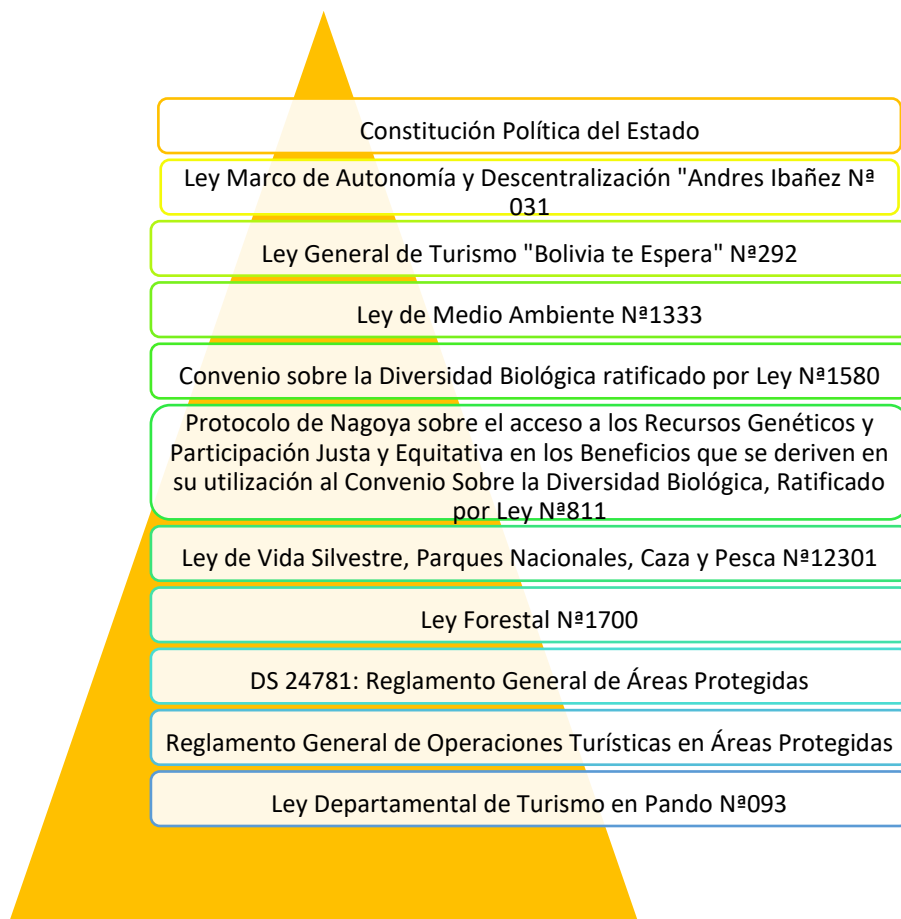 Constitución Política del Estado
Ley Marco de Autonomía y Descentralización "Andres Ibañez Nª
031
Ley General de Turismo "Bolivia te Espera" Nª292
Ley de Medio Ambiente Nª1333
Convenio sobre la Diversidad Biológica ratificado por Ley Nª1580
Protocolo de Nagoya sobre el acceso a los Recursos Genéticos y
Participación Justa y Equitativa en los Beneficios que se deriven en
su utilización al Convenio Sobre la Diversidad Biológica, Ratificado
por Ley Nª811
Ley de Vida Silvestre, Parques Nacionales, Caza y Pesca Nª12301
Ley Forestal Nª1700
DS 24781: Reglamento General de Áreas Protegidas
Reglamento General de Operaciones Turísticas en Áreas Protegidas
Ley Departamental de Turismo en Pando Nª093